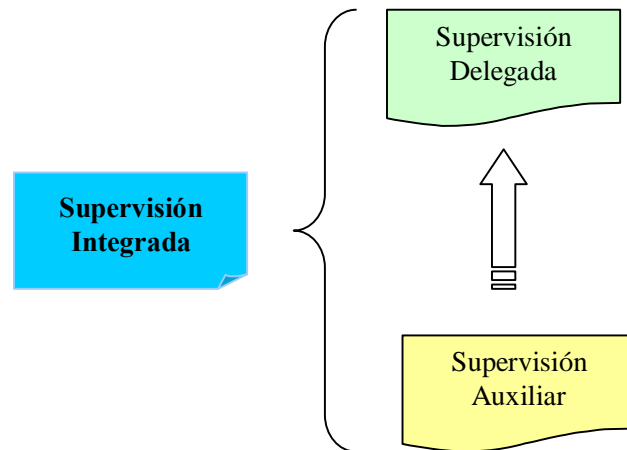 Supervisión
Delegada
Supervisión
Integrada
Supervisión
Auxiliar